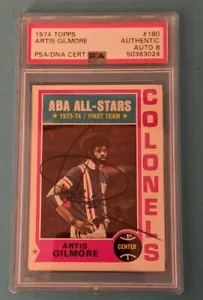 1974 TOPPS #180
ARTIS GILMORE AUTHENTIC
AUTO 8
PSA/DNA CERT PSA 50383024
ABA ALL-STARS
1973-74 / FIRST TEAM
COLONELS
ARTIS
GILMORE
CENTER